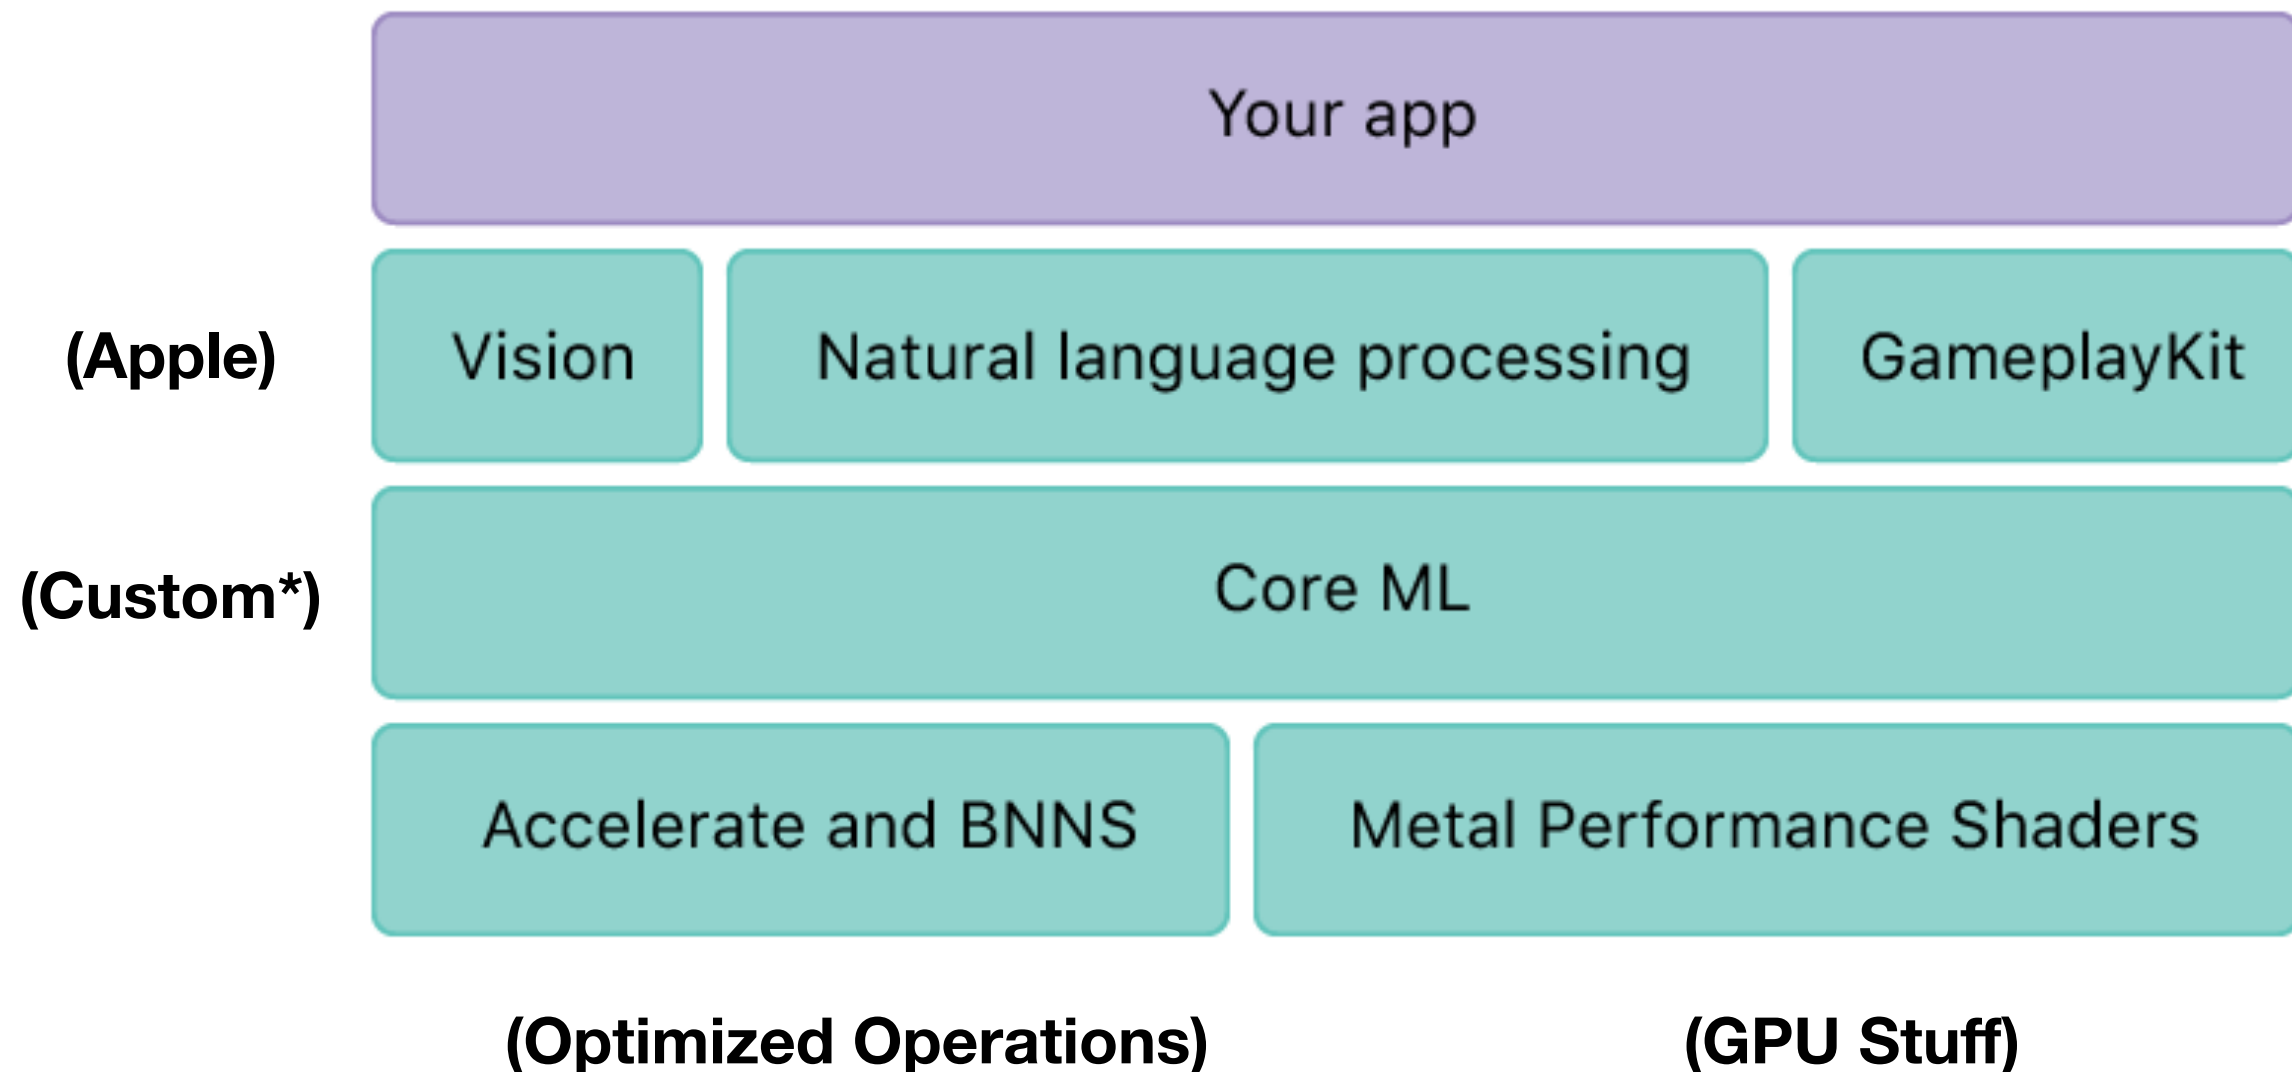 Your app
(Apple)
Vision
Natural language processing
GameplayKit
(Custom*)
Core ML
Accelerate and BNNS
Metal Performance Shaders
(Optimized Operations)
(GPU Stuff)